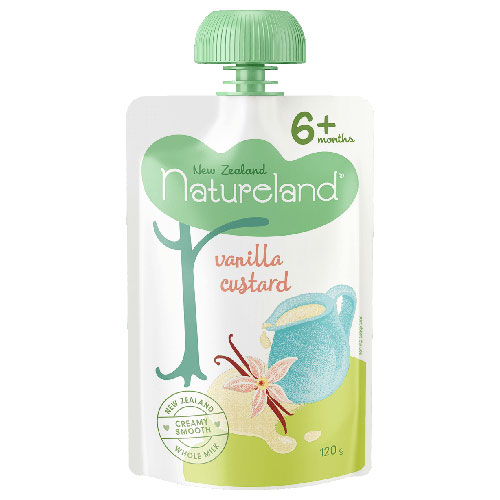 6+
months
New Zealand
Natureland
vanilla
custard
NEW ZEALAND
CREAMY
SMOOTH
WHOLE MILK
120g